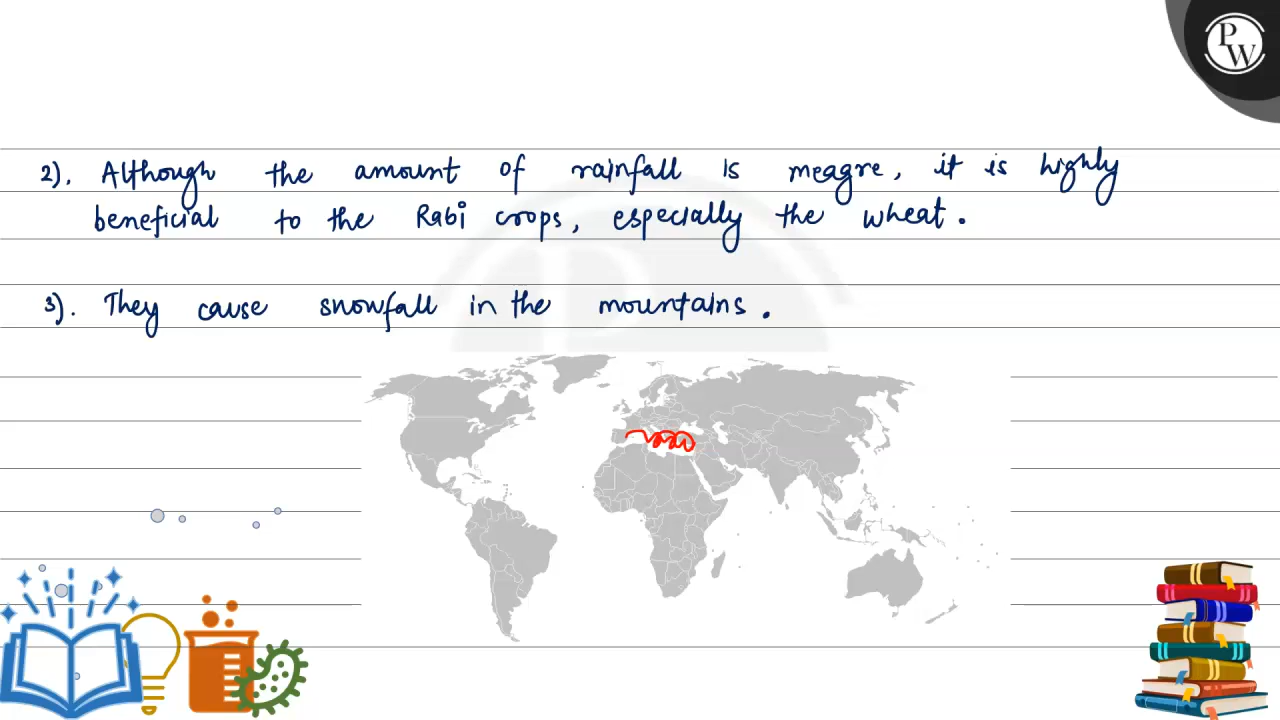 PW
2). Although the amount of rainfall is meagre, it is highly
beneficial to the Rabi crops, especially the wheat.
3). They cause snowfall in the mountains.